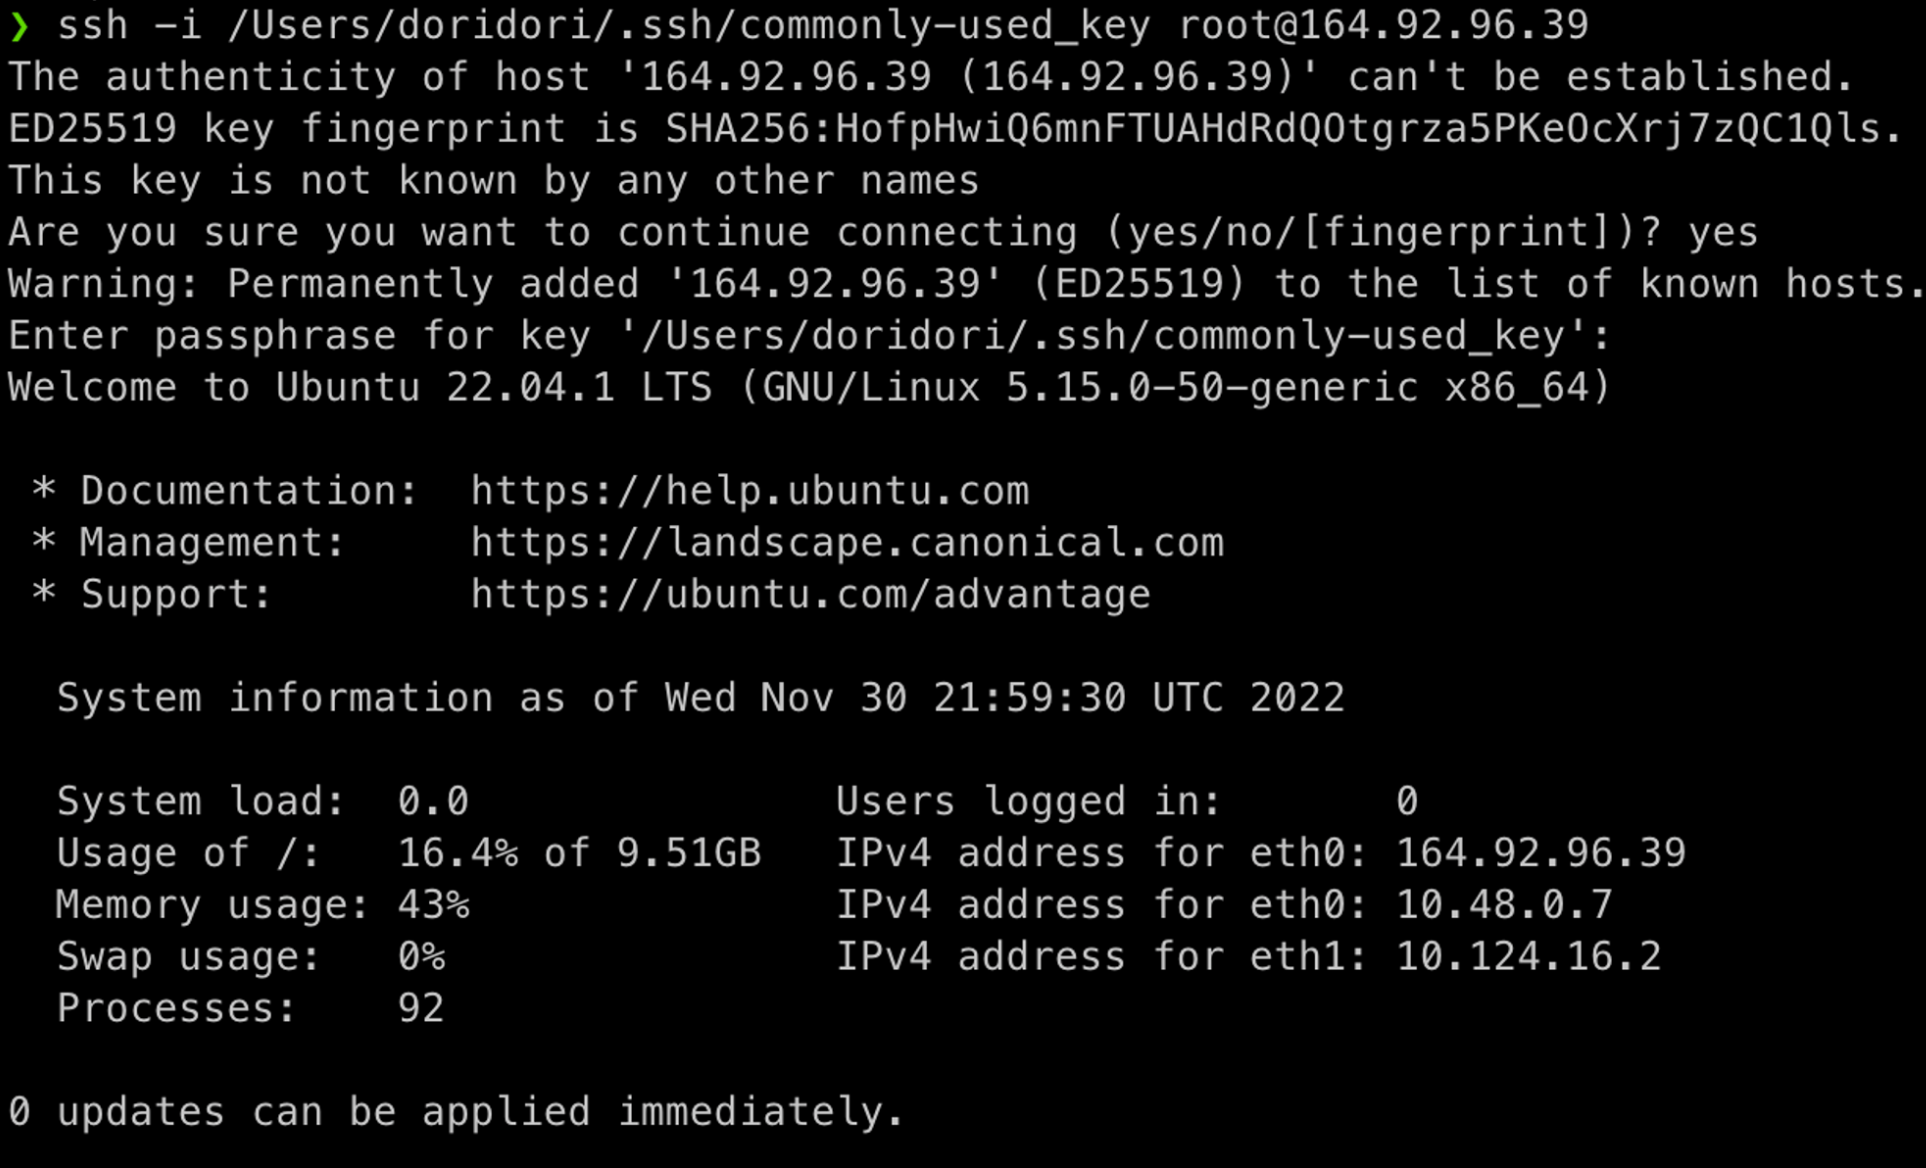 ❯ ssh -i /Users/doridori/.ssh/commonly-used_key root@164.92.96.39
The authenticity of host '164.92.96.39 (164.92.96.39)' can't be established.
ED25519 key fingerprint is SHA256:HofpHwiQ6mnFTUAHdRdQOtgrza5PKeOcXrj7zQC1Qls.
This key is not known by any other names
Are you sure you want to continue connecting (yes/no/[fingerprint])? yes
Warning: Permanently added '164.92.96.39' (ED25519) to the list of known hosts.
Enter passphrase for key '/Users/doridori/.ssh/commonly-used_key':
Welcome to Ubuntu 22.04.1 LTS (GNU/Linux 5.15.0-50-generic x86_64)
* Documentation:  https://help.ubuntu.com
* Management:     https://landscape.canonical.com
* Support:        https://ubuntu.com/advantage
System information as of Wed Nov 30 21:59:30 UTC 2022
System load:  0.0               Users logged in:       0
Usage of /:   16.4% of 9.51GB   IPv4 address for eth0: 164.92.96.39
Memory usage: 43%               IPv4 address for eth0: 10.48.0.7
Swap usage:   0%                IPv4 address for eth1: 10.124.16.2
Processes:    92
0 updates can be applied immediately.